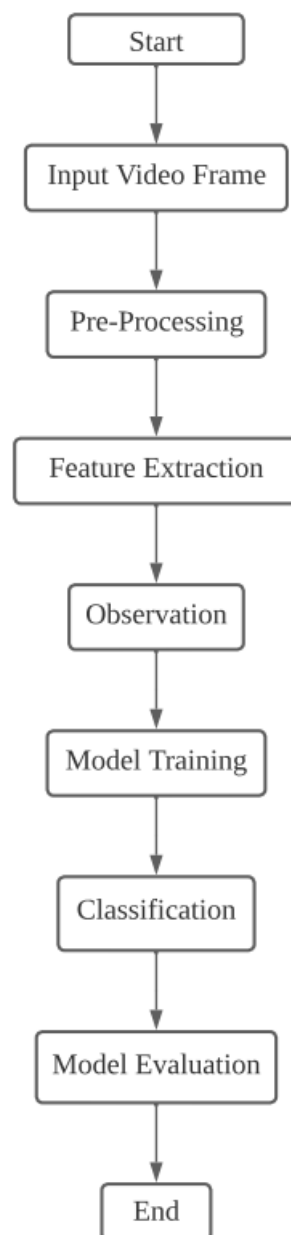 Start
Input Video Frame
Pre-Processing
Feature Extraction
Observation
Model Training
Classification
Model Evaluation
End